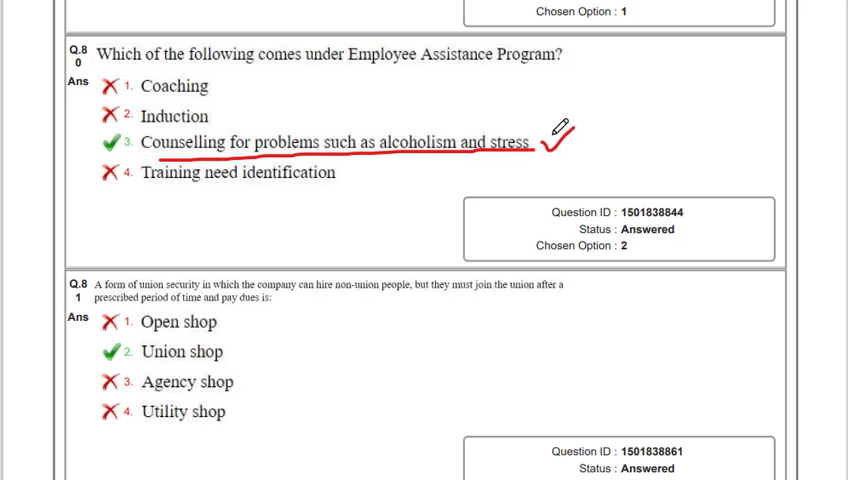 Chosen Option : 1
Q.8
0
Which of the following comes under Employee Assistance Program?
Ans
1. Coaching
2. Induction
3. Counselling for problems such as alcoholism and stress
4. Training need identification
Question ID : 1501838844
Status : Answered
Chosen Option : 2
Q.8
1
A form of union security in which the company can hire non-union people, but they must join the union after a
prescribed period of time and pay dues is:
Ans
1. Open shop
2. Union shop
3. Agency shop
4. Utility shop
Question ID : 1501838861
Status : Answered